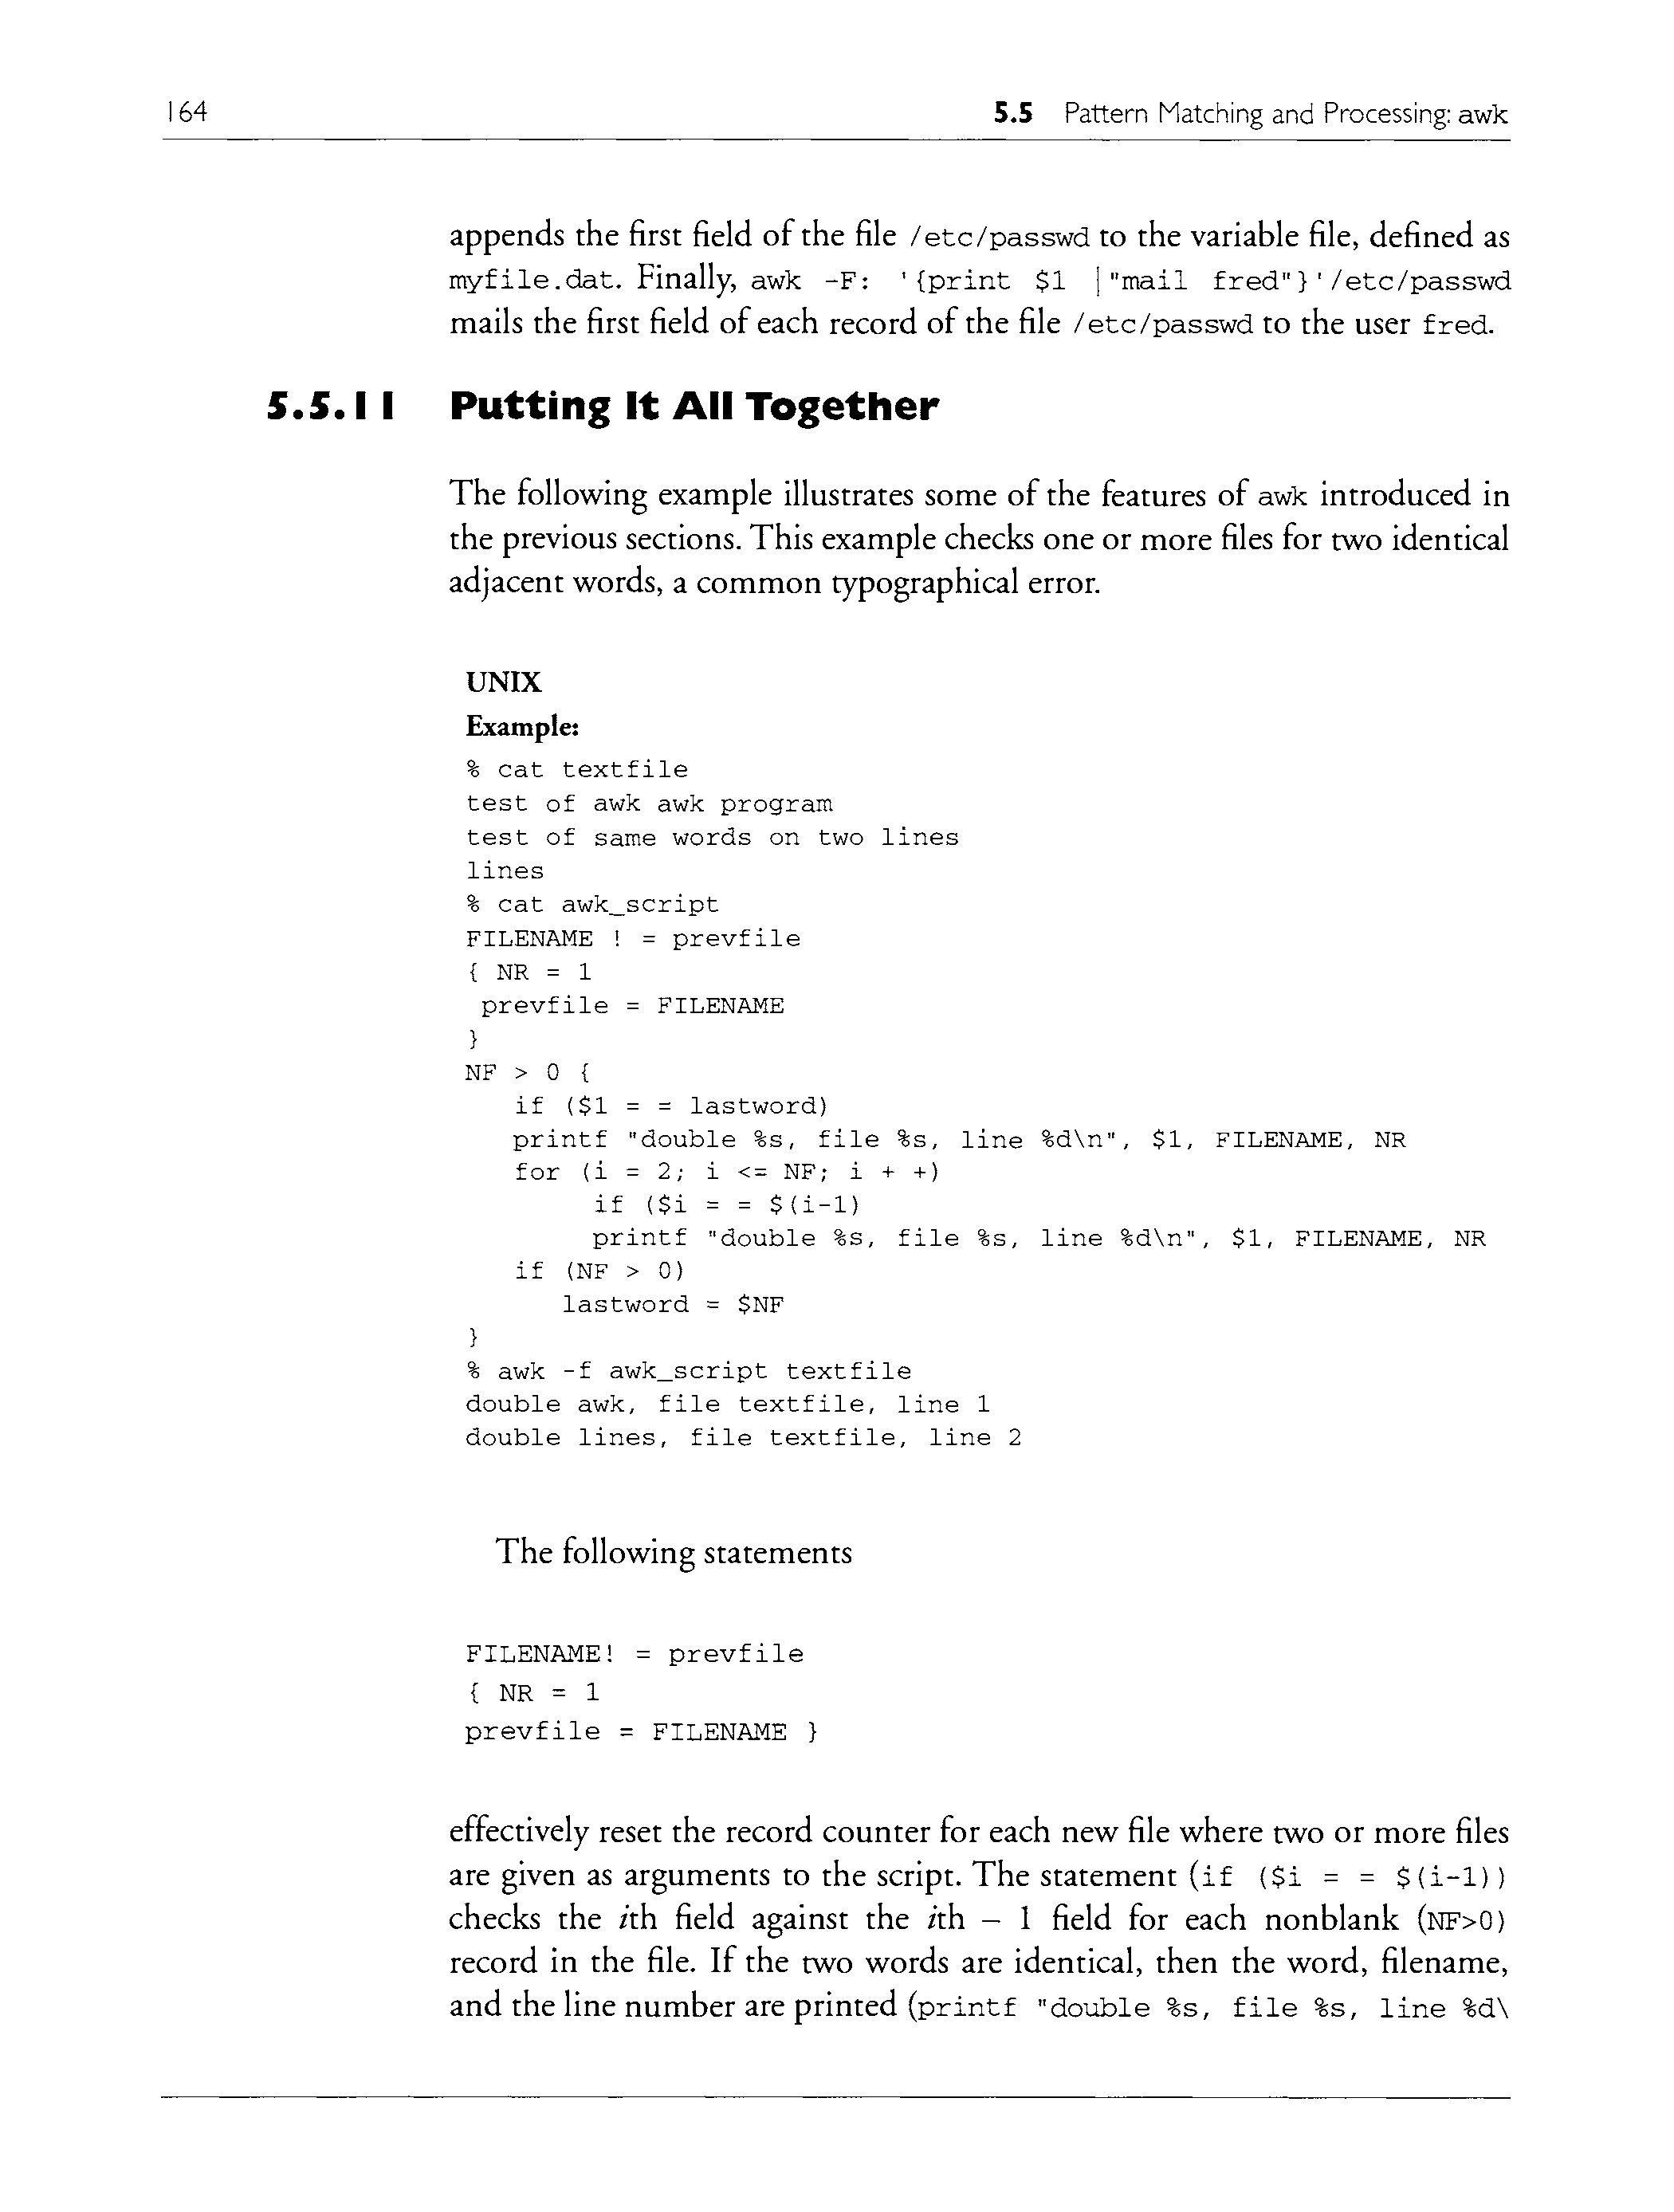 164
5.5 Pattern Matching and Processing: awk
appends the first field of the file /etc/passwd to the variable file, defined as
myfile.dat. Finally, awk -F: '{print $1 |"mail fred"}'/etc/passwd
mails the first field of each record of the file /etc/passwd to the user fred.
5.5.11 Putting It All Together
The following example illustrates some of the features of awk introduced in
the previous sections. This example checks one or more files for two identical
adjacent words, a common typographical error.
UNIX
Example:
% cat textfile
test of awk awk program
test of same words on two lines
lines
% cat awk_script
FILENAME ! = prevfile
{ NR = 1
prevfile = FILENAME
}
NF > 0 {
if ($1 = = lastword)
printf "double %s, file %s, line %d\n", $1, FILENAME, NR
for (i = 2; i <= NF; i + +)
if ($i = = $(i-1)
printf "double %s, file %s, line %d\n", $1, FILENAME, NR
if (NF > 0)
lastword = $NF
}
% awk -f awk_script textfile
double awk, file textfile, line 1
double lines, file textfile, line 2
The following statements
FILENAME! = prevfile
{ NR = 1
prevfile = FILENAME }
effectively reset the record counter for each new file where two or more files
are given as arguments to the script. The statement (if ($i = = $(i-1))
checks the ith field against the ith – 1 field for each nonblank (NF>0)
record in the file. If the two words are identical, then the word, filename,
and the line number are printed (printf "double %s, file %s, line %d\